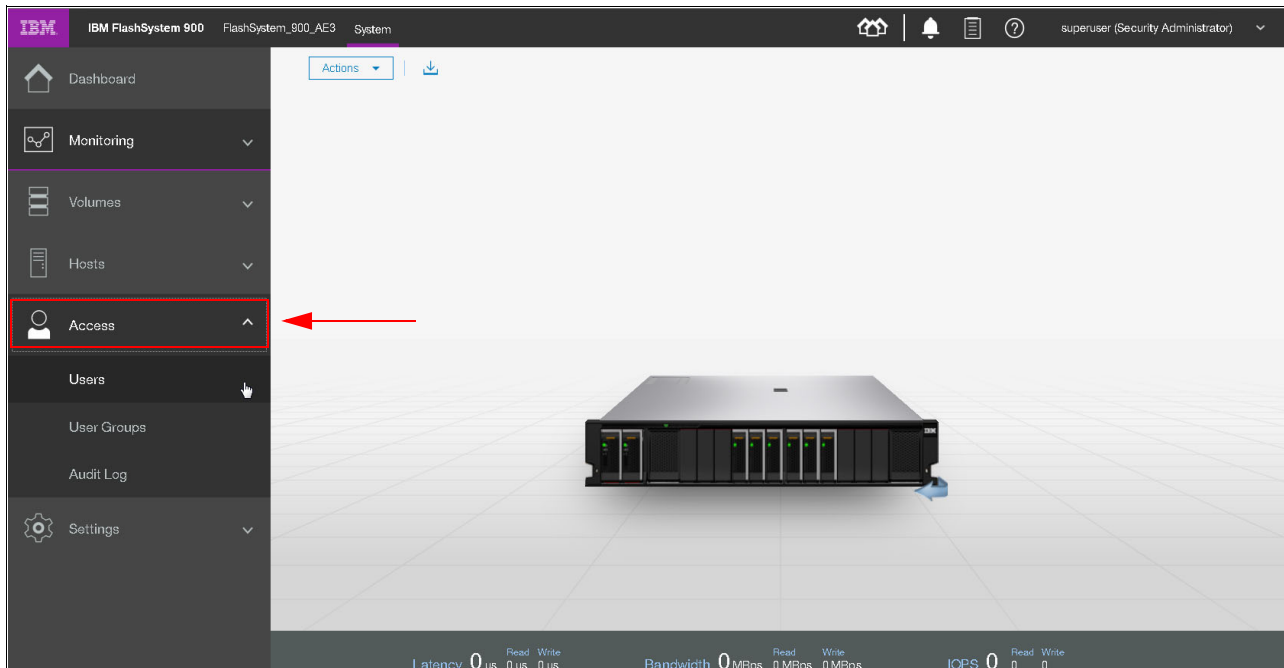 IBM IBM FlashSystem 900 FlashSystem_900_AE3 System superuser (Security Administrator)
Actions
Dashboard
Monitoring
Volumes
Hosts
Access
Users
User Groups
Audit Log
Settings
IBM
Read Write Read Write Read Write
Latency 0 us 0 us 0 us Bandwidth 0 MBps 0 MBps 0 MBps IOPS 0 0 0